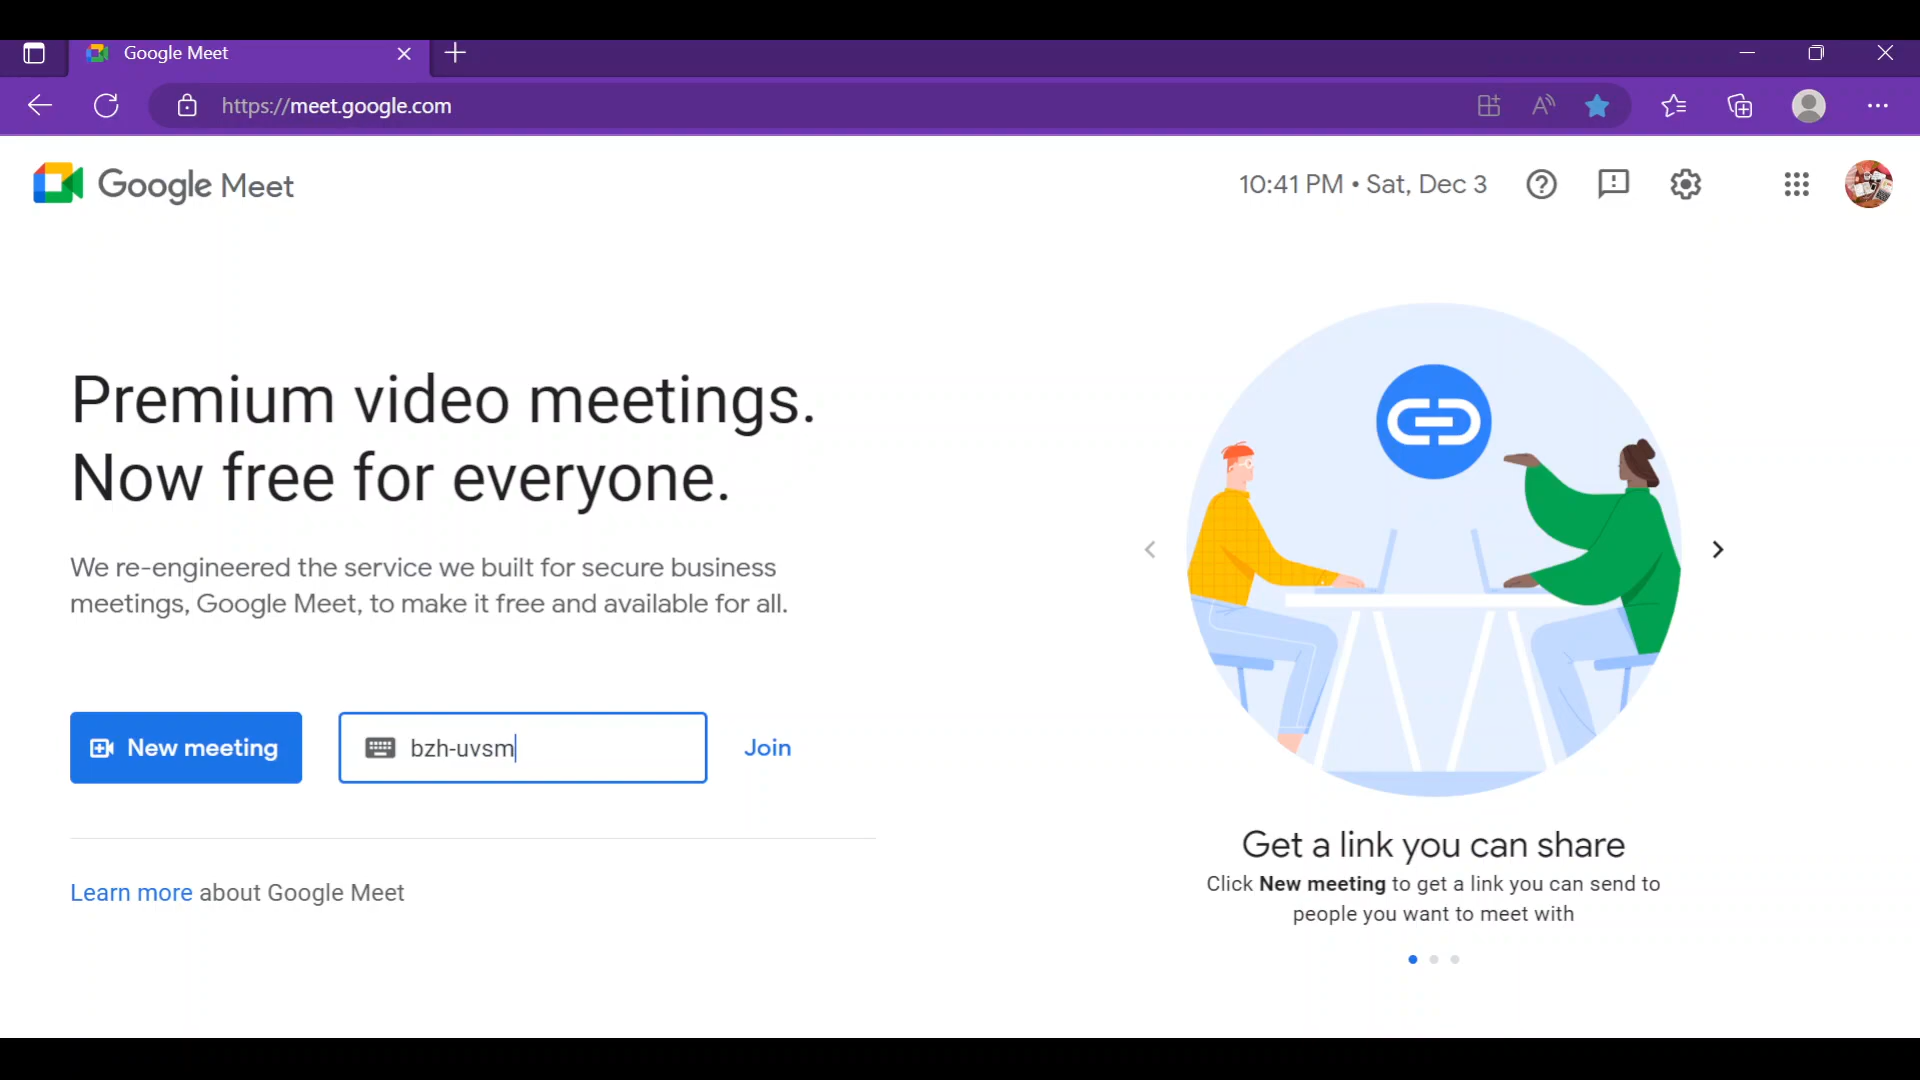 Google Meet
https://meet.google.com
Google Meet
10:41 PM • Sat, Dec 3
Premium video meetings.
Now free for everyone.
We re-engineered the service we built for secure business
meetings, Google Meet, to make it free and available for all.
New meeting
bzh-uvsm
Join
Learn more about Google Meet
Get a link you can share
Click New meeting to get a link you can send to
people you want to meet with